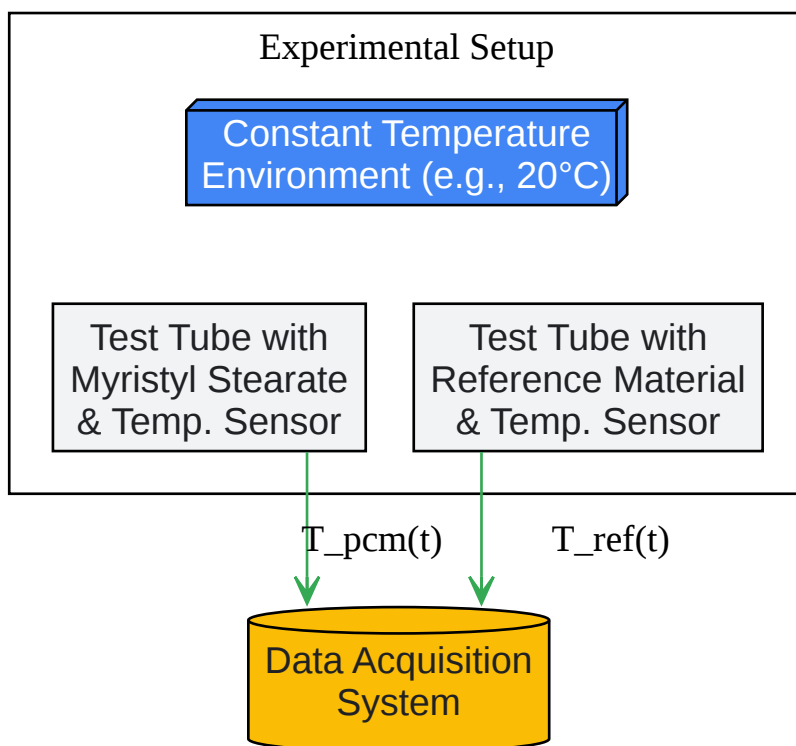 Experimental Setup
Constant Temperature
Environment (e.g., 20°C)
Test Tube with
Myristyl Stearate
& Temp. Sensor
Test Tube with
Reference Material
& Temp. Sensor
T_pcm(t)
T_ref(t)
Data Acquisition
System